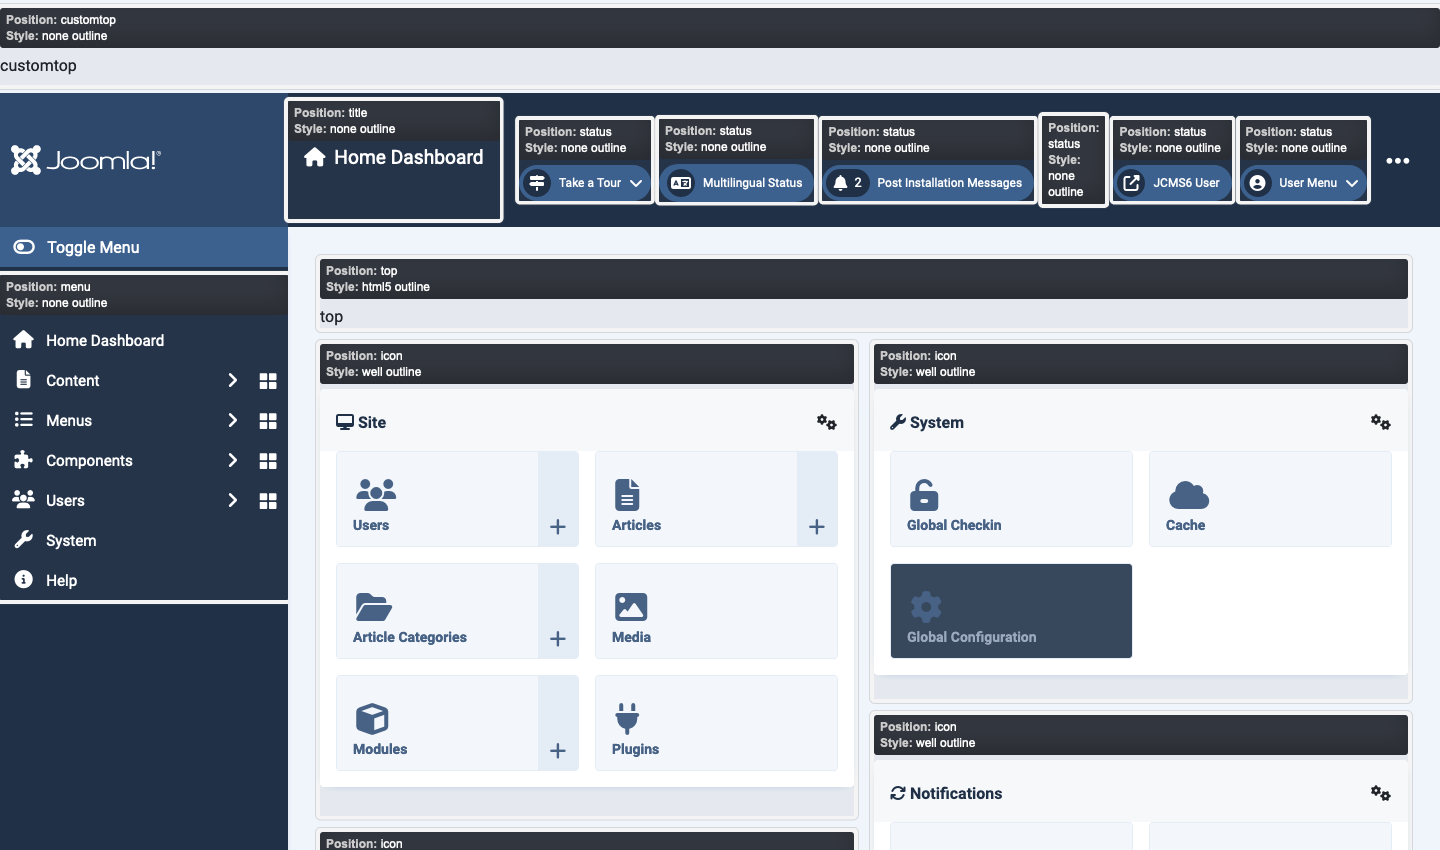 Position: customtop
Style: none outline
customtop
Joomla!®
Position: title
Style: none outline
Home Dashboard
Position: status
Style: none outline
Take a Tour
Position: status
Style: none outline
Multilingual Status
Position: status
Style: none outline
2 Post Installation Messages
Position:
status
Style:
none
outline
Position: status
Style: none outline
JCMS6 User
Position: status
Style: none outline
User Menu
Toggle Menu
Position: menu
Style: none outline
Home Dashboard
Content
Menus
Components
Users
System
Help
Position: top
Style: html5 outline
top
Position: icon
Style: well outline
Site
Users
Articles
Article Categories
Media
Modules
Plugins
Position: icon
Position: icon
Style: well outline
System
Global Checkin
Cache
Global Configuration
Position: icon
Style: well outline
Notifications